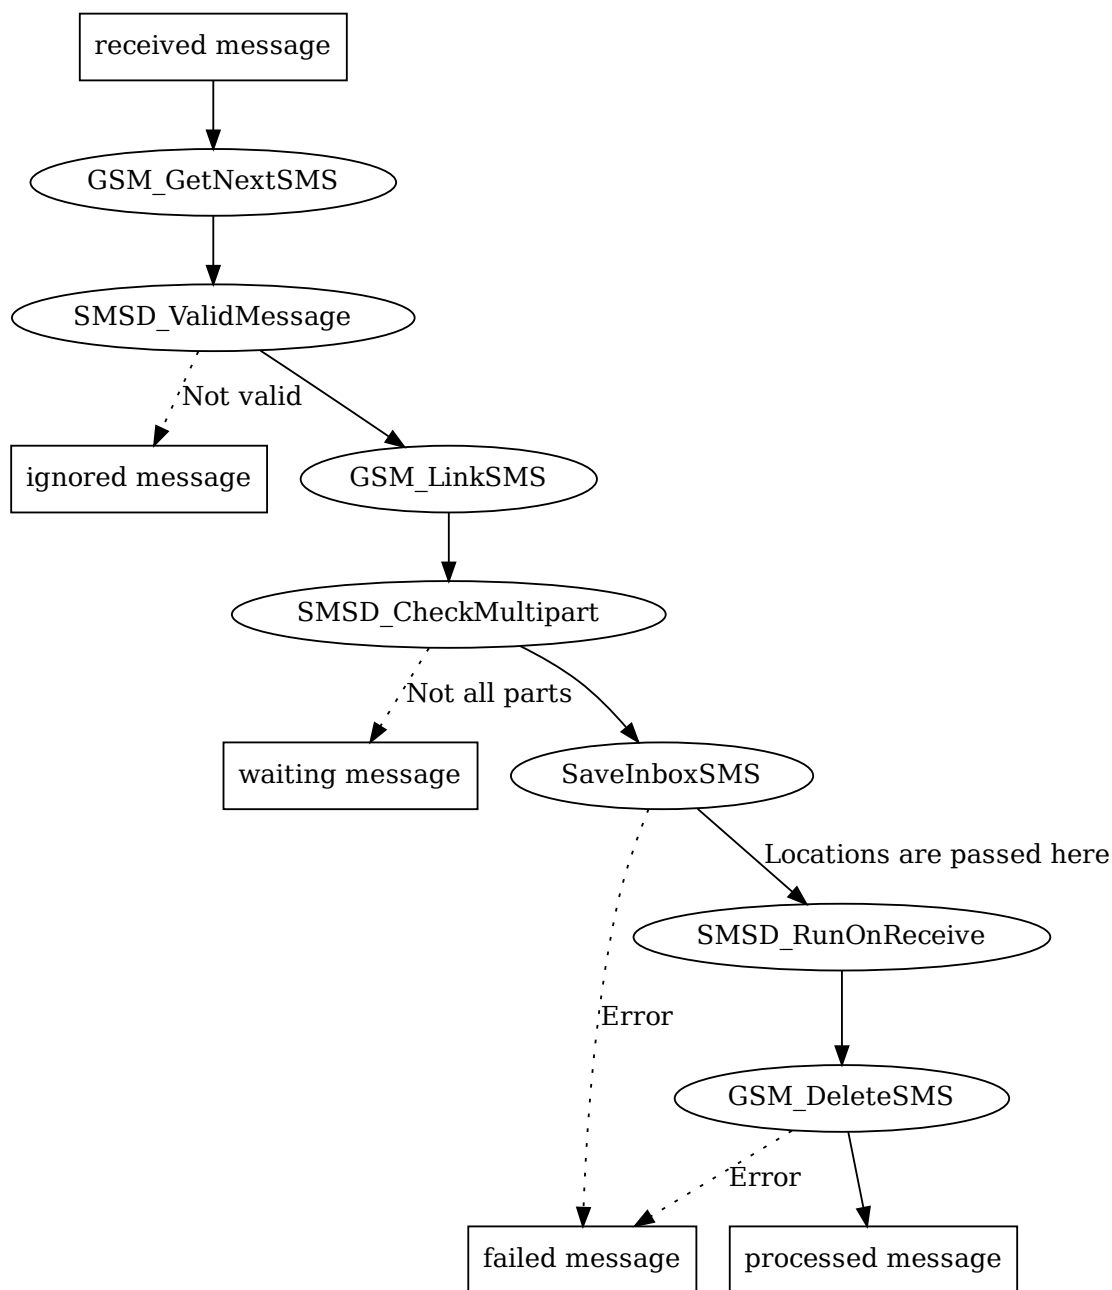 received message
GSM_GetNextSMS
SMSD_ValidMessage
Not valid
ignored message
GSM_LinkSMS
SMSD_CheckMultipart
Not all parts
waiting message
SaveInboxSMS
Locations are passed here
SMSD_RunOnReceive
Error
GSM_DeleteSMS
Error
failed message
processed message